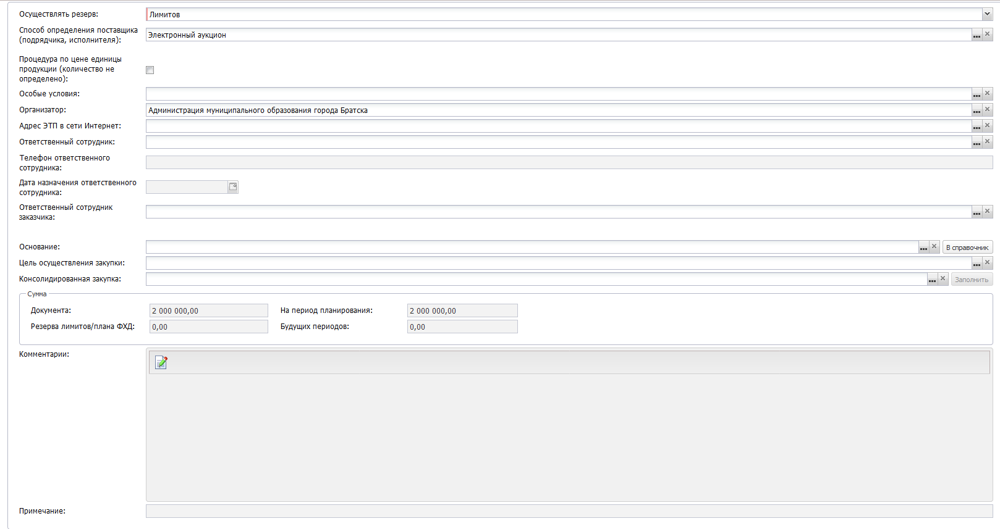 Осуществлять резерв: Лимитов
Способ определения поставщика
(подрядчика, исполнителя): Электронный аукцион
Процедура по цене единицы
продукции (количество не
определено):
Особые условия:
Организатор: Администрация муниципального образования города Братска
Адрес ЭТП в сети Интернет:
Ответственный сотрудник:
Телефон ответственного
сотрудника:
Дата назначения ответственного
сотрудника:
Ответственный сотрудник
заказчика:
Основание: В справочник
Цель осуществления закупки:
Консолидированная закупка: Заполнить
Сумма
Документа: 2 000 000,00 На период планирования: 2 000 000,00
Резерва лимитов/плана ФХД: 0,00 Будущих периодов: 0,00
Комментарии:
Примечание: